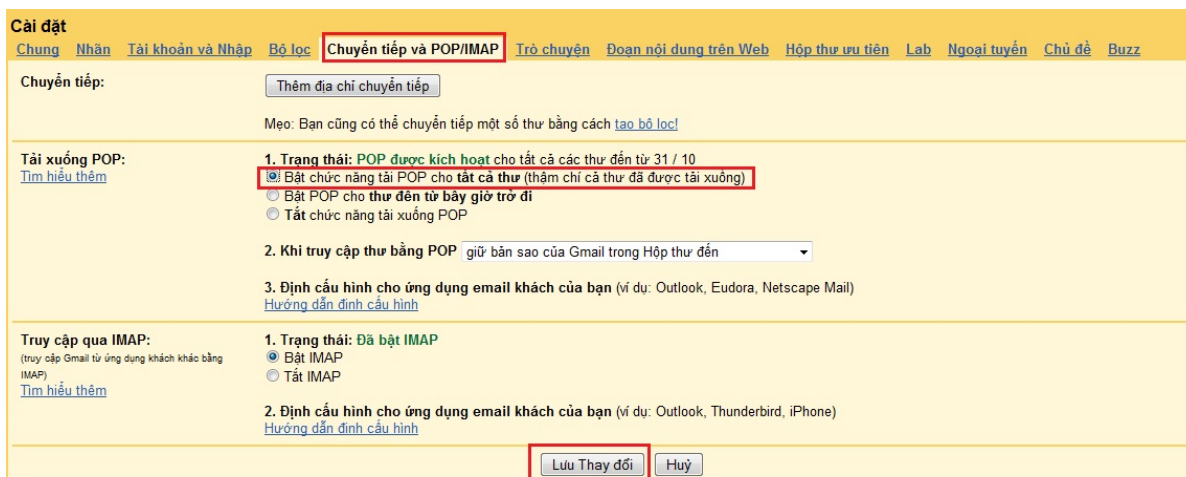 Cài đặt
Chung Nhãn Tài khoản và Nhập Bộ lọc Chuyển tiếp và POP/IMAP Trò chuyện Đoạn nội dung trên Web Hộp thư ưu tiên Lab Ngoại tuyến Chủ đề Buzz
Chuyển tiếp:
Thêm địa chỉ chuyển tiếp
Mẹo: Bạn cũng có thể chuyển tiếp một số thư bằng cách tạo bộ lọc!
Tải xuống POP:
Tìm hiểu thêm
1. Trạng thái: POP được kích hoạt cho tất cả các thư đến từ 31 / 10
Bật chức năng tải POP cho tất cả thư (thậm chí cả thư đã được tải xuống)
Bật POP cho thư đến từ bây giờ trở đi
Tắt chức năng tải xuống POP
2. Khi truy cập thư bằng POP giữ bản sao của Gmail trong Hộp thư đến
3. Định cấu hình cho ứng dụng email khách của bạn (ví dụ: Outlook, Eudora, Netscape Mail)
Hướng dẫn định cấu hình
Truy cập qua IMAP:
(truy cập Gmail từ ứng dụng khách khác bằng
IMAP)
Tìm hiểu thêm
1. Trạng thái: Đã bật IMAP
Bật IMAP
Tắt IMAP
2. Định cấu hình cho ứng dụng email khách của bạn (ví dụ: Outlook, Thunderbird, iPhone)
Hướng dẫn định cấu hình
Lưu Thay đổi Huỷ